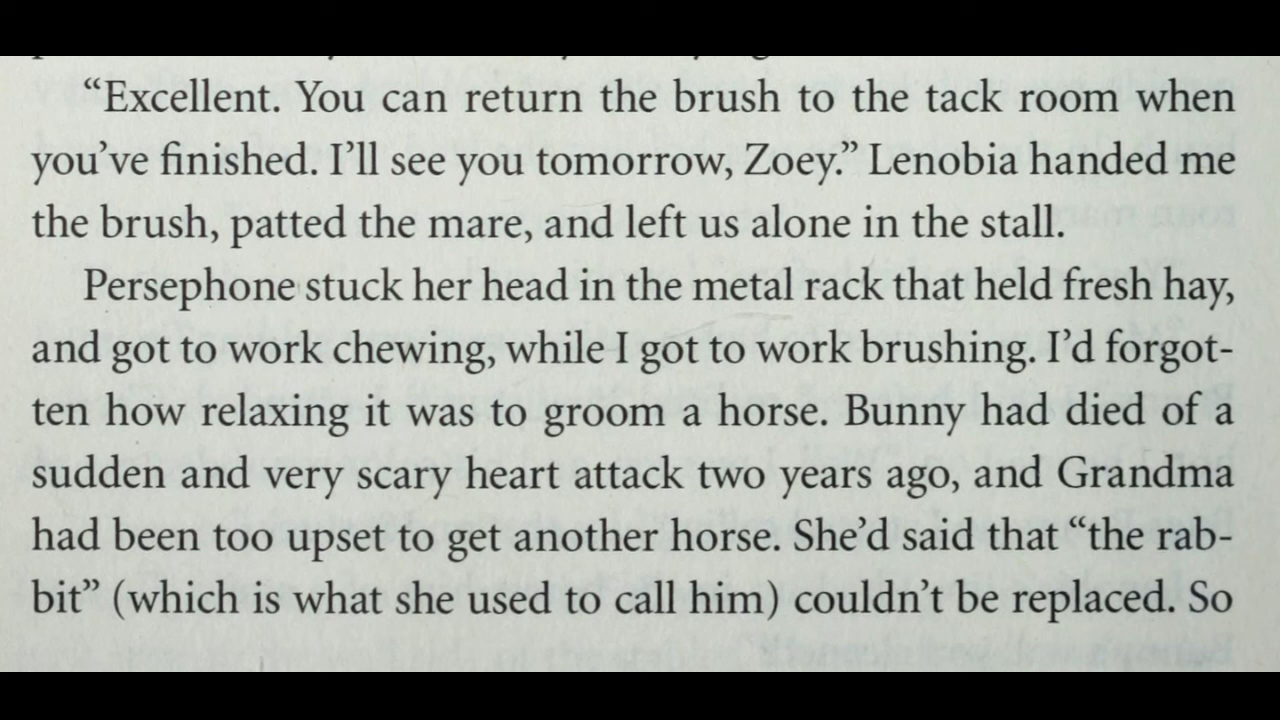 “Excellent. You can return the brush to the tack room when
you’ve finished. I’ll see you tomorrow, Zoey.” Lenobia handed me
the brush, patted the mare, and left us alone in the stall.
Persephone stuck her head in the metal rack that held fresh hay,
and got to work chewing, while I got to work brushing. I’d forgot-
ten how relaxing it was to groom a horse. Bunny had died of a
sudden and very scary heart attack two years ago, and Grandma
had been too upset to get another horse. She’d said that “the rab-
bit” (which is what she used to call him) couldn’t be replaced. So